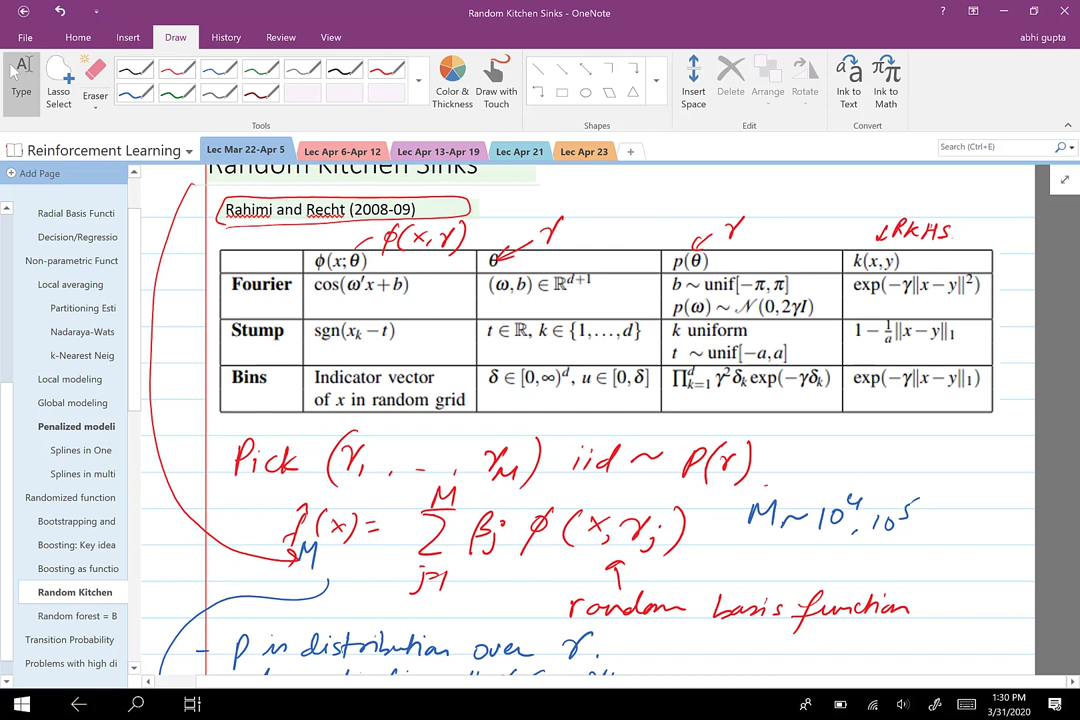 Random Kitchen Sinks - OneNote
File Home Insert Draw History Review View
abhi gupta
Type
Lasso Select
Eraser
Color & Thickness
Draw with Touch
Insert Space
Delete
Arrange
Rotate
Ink to Text
Ink to Math
Tools
Shapes
Edit
Convert
Reinforcement Learning
Lec Mar 22-Apr 5
Lec Apr 6-Apr 12
Lec Apr 13-Apr 19
Lec Apr 21
Lec Apr 23
Search (Ctrl+E)
Add Page
Radial Basis Functi
Decision/Regressio
Non-parametric Funct
Local averaging
Partitioning Esti
Nadaraya-Wats
k-Nearest Neig
Local modeling
Global modeling
Penalized modeli
Splines in One
Splines in multi
Randomized function
Bootstrapping and
Boosting: Key idea
Boosting as functio
Random Kitchen
Random forest = B
Transition Probability
Problems with high di
Random Kitchen Sinks
Rahimi and Recht (2008-09)
ϕ(x,γ) γ γ ↓RKHS
ϕ(x;θ) θ p(θ) k(x,y)
Fourier cos(ω′x+b) (ω,b) ∈ ℝ^{d+1} b ∼ unif[−π,π] exp(−γ‖x−y‖²)
p(ω) ∼ 𝒩(0,2γI)
Stump sgn(x_k − t) t ∈ ℝ, k ∈ {1,…,d} k uniform 1 − 1/a ‖x−y‖₁
t ∼ unif[−a,a]
Bins Indicator vector δ ∈ [0,∞)^d, u ∈ [0,δ] ∏_{k=1}^d γ²δ_k exp(−γδ_k) exp(−γ‖x−y‖₁)
of x in random grid
Pick (γ₁, . . . , γ_M) iid ~ P(γ)
f̂_M(x) = Σ_{j=1}^{M} β_j ϕ(x, γ_j)
M ~ 10⁴, 10⁵
random basis function
- P is distribution over γ.
1:30 PM
3/31/2020